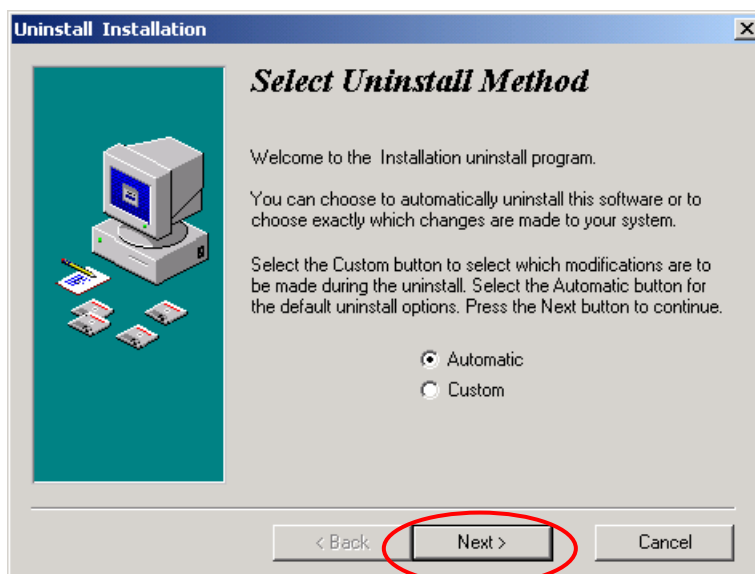 Uninstall Installation
Select Uninstall Method
Welcome to the Installation uninstall program.
You can choose to automatically uninstall this software or to
choose exactly which changes are made to your system.
Select the Custom button to select which modifications are to
be made during the uninstall. Select the Automatic button for
the default uninstall options. Press the Next button to continue.
Automatic
Custom
< Back
Next >
Cancel